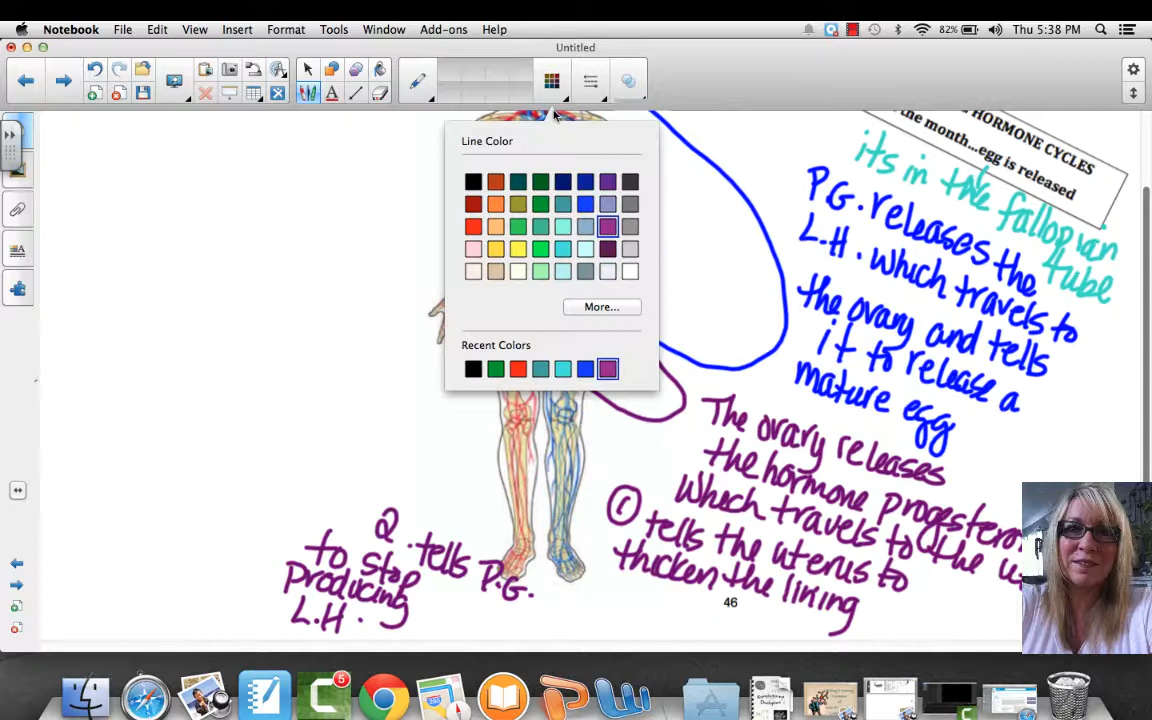 Notebook File Edit View Insert Format Tools Window Add-ons Help 82% Thu 5:38 PM
Untitled
Line Color
More...
Recent Colors
HORMONE CYCLES
the month...egg is released
its in the fallopian
tube
P.G. releases the
L.H. which travels to
the ovary and tells
it to release a
mature egg
The ovary releases
the hormone progestero
Which travels to the u
① tells the uterus to
thicken the lining
2 .tells P.G.
to stop
producing
L.H.
46
5